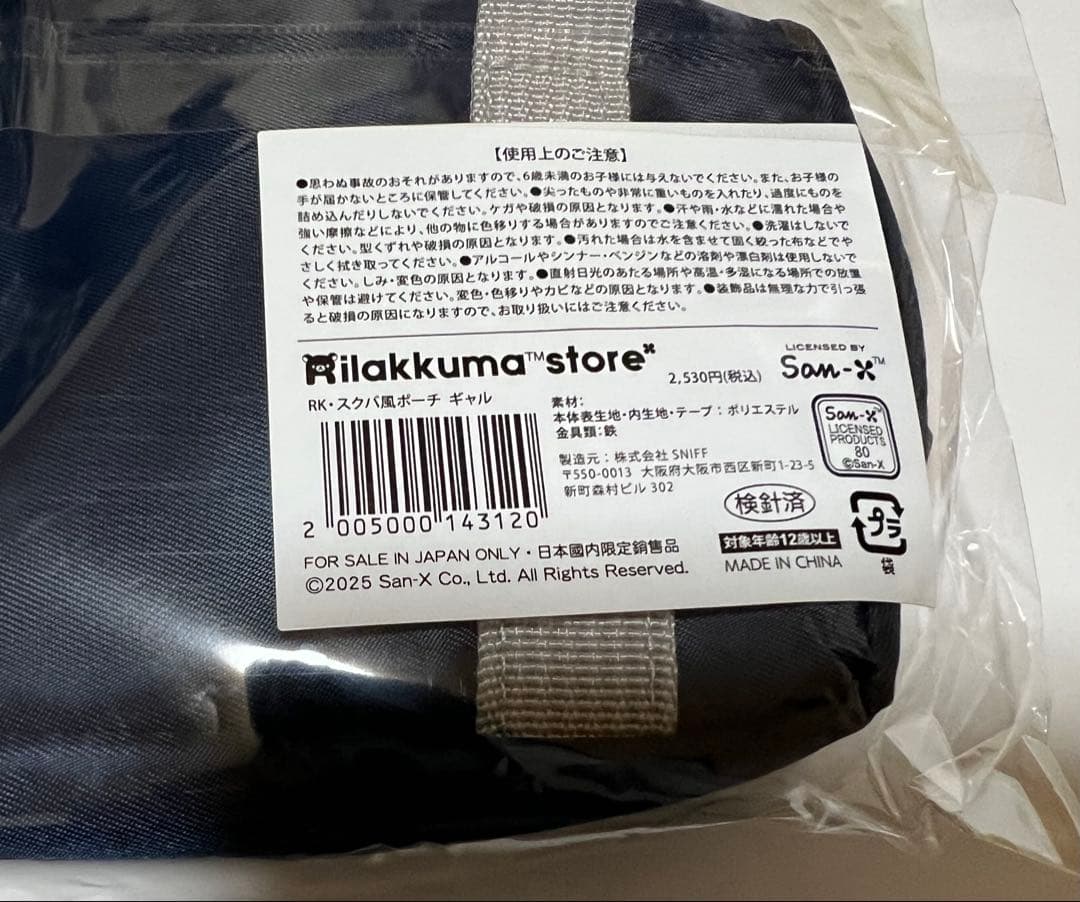 【使用上のご注意】
●思わぬ事故のおそれがありますので、6歳未満のお子様には与えないでください。また、お子様の
手が届かないところに保管してください。●尖ったものや非常に重いものを入れたり、過度にものを
詰め込んだりしないでください。ケガや破損の原因となります。●汗や雨・水などに濡れた場合や
強い摩擦などにより、他の物に色移りする場合がありますのでご注意ください。●洗濯はしないで
ください。型くずれや破損の原因となります。●汚れた場合は水を含ませて固く絞った布などでや
さしく拭き取ってください。●アルコールやシンナー・ベンジンなどの溶剤や漂白剤は使用しないで
ください。しみ・変色の原因となります。●直射日光のあたる場所や高温・多湿になる場所での放置
や保管は避けてください。変色・色移りやカビなどの原因となります。●装飾品は無理な力で引っ張
ると破損の原因になりますので、お取り扱いにはご注意ください。
Rilakkuma™store
2,530円(税込)
LICENSED BY
San-X™
RK・スクバ風ポーチ ギャル
素材:
本体表生地・内生地・テープ:ポリエステル
金具類:鉄
製造元:株式会社 SNIFF
〒550-0013 大阪府大阪市西区新町1-23-5
新町森村ビル 302
San-X™
LICENSED
PRODUCTS
80
©San-X
2 005000 143120
検針済
対象年齢12歳以上
MADE IN CHINA
プラ
袋
FOR SALE IN JAPAN ONLY・日本國内限定銷售品
©2025 San-X Co., Ltd. All Rights Reserved.